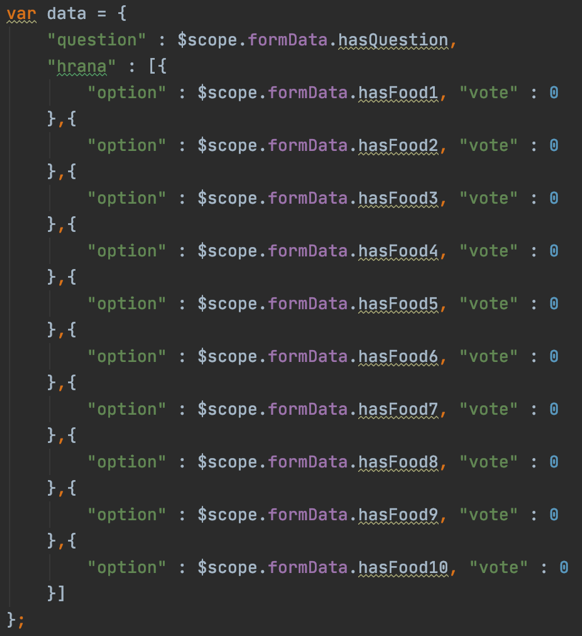 var data = {
    "question" : $scope.formData.hasQuestion,
    "hrana" : [{
        "option" : $scope.formData.hasFood1, "vote" : 0
    },{
        "option" : $scope.formData.hasFood2, "vote" : 0
    },{
        "option" : $scope.formData.hasFood3, "vote" : 0
    },{
        "option" : $scope.formData.hasFood4, "vote" : 0
    },{
        "option" : $scope.formData.hasFood5, "vote" : 0
    },{
        "option" : $scope.formData.hasFood6, "vote" : 0
    },{
        "option" : $scope.formData.hasFood7, "vote" : 0
    },{
        "option" : $scope.formData.hasFood8, "vote" : 0
    },{
        "option" : $scope.formData.hasFood9, "vote" : 0
    },{
        "option" : $scope.formData.hasFood10, "vote" : 0
    }]
};